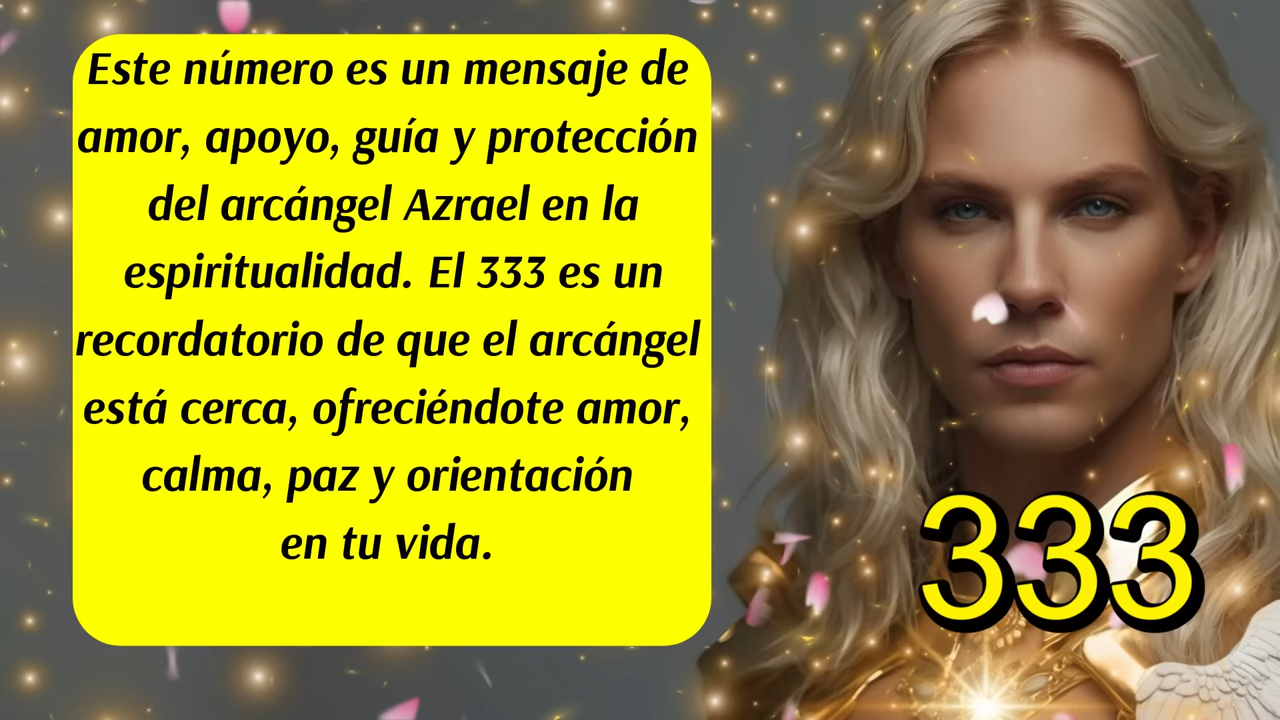 Este número es un mensaje de
amor, apoyo, guía y protección
del arcángel Azrael en la
espiritualidad. El 333 es un
recordatorio de que el arcángel
está cerca, ofreciéndote amor,
calma, paz y orientación
en tu vida.
333